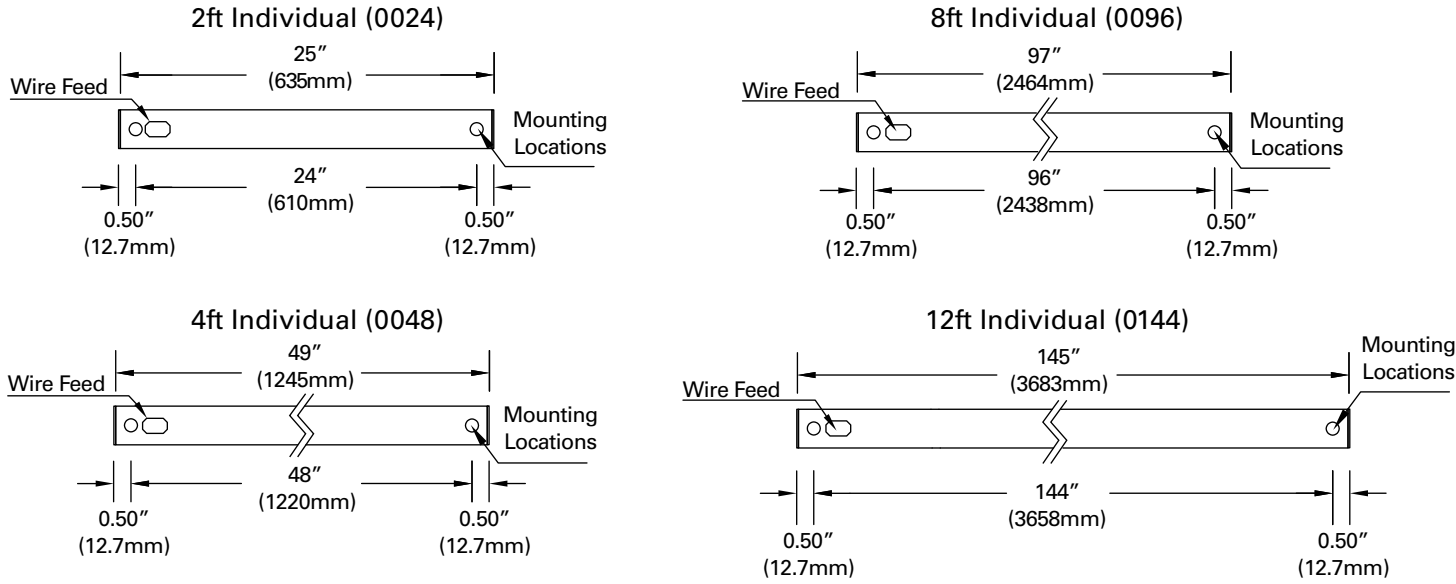 2ft Individual (0024)
25"
(635mm)
Wire Feed
Mounting
Locations
24"
(610mm)
0.50"
(12.7mm)
0.50"
(12.7mm)
8ft Individual (0096)
97"
(2464mm)
Wire Feed
Mounting
Locations
96"
(2438mm)
0.50"
(12.7mm)
0.50"
(12.7mm)
4ft Individual (0048)
49"
(1245mm)
Wire Feed
Mounting
Locations
48"
(1220mm)
0.50"
(12.7mm)
0.50"
(12.7mm)
12ft Individual (0144)
145"
(3683mm)
Mounting
Locations
Wire Feed
144"
(3658mm)
0.50"
(12.7mm)
0.50"
(12.7mm)